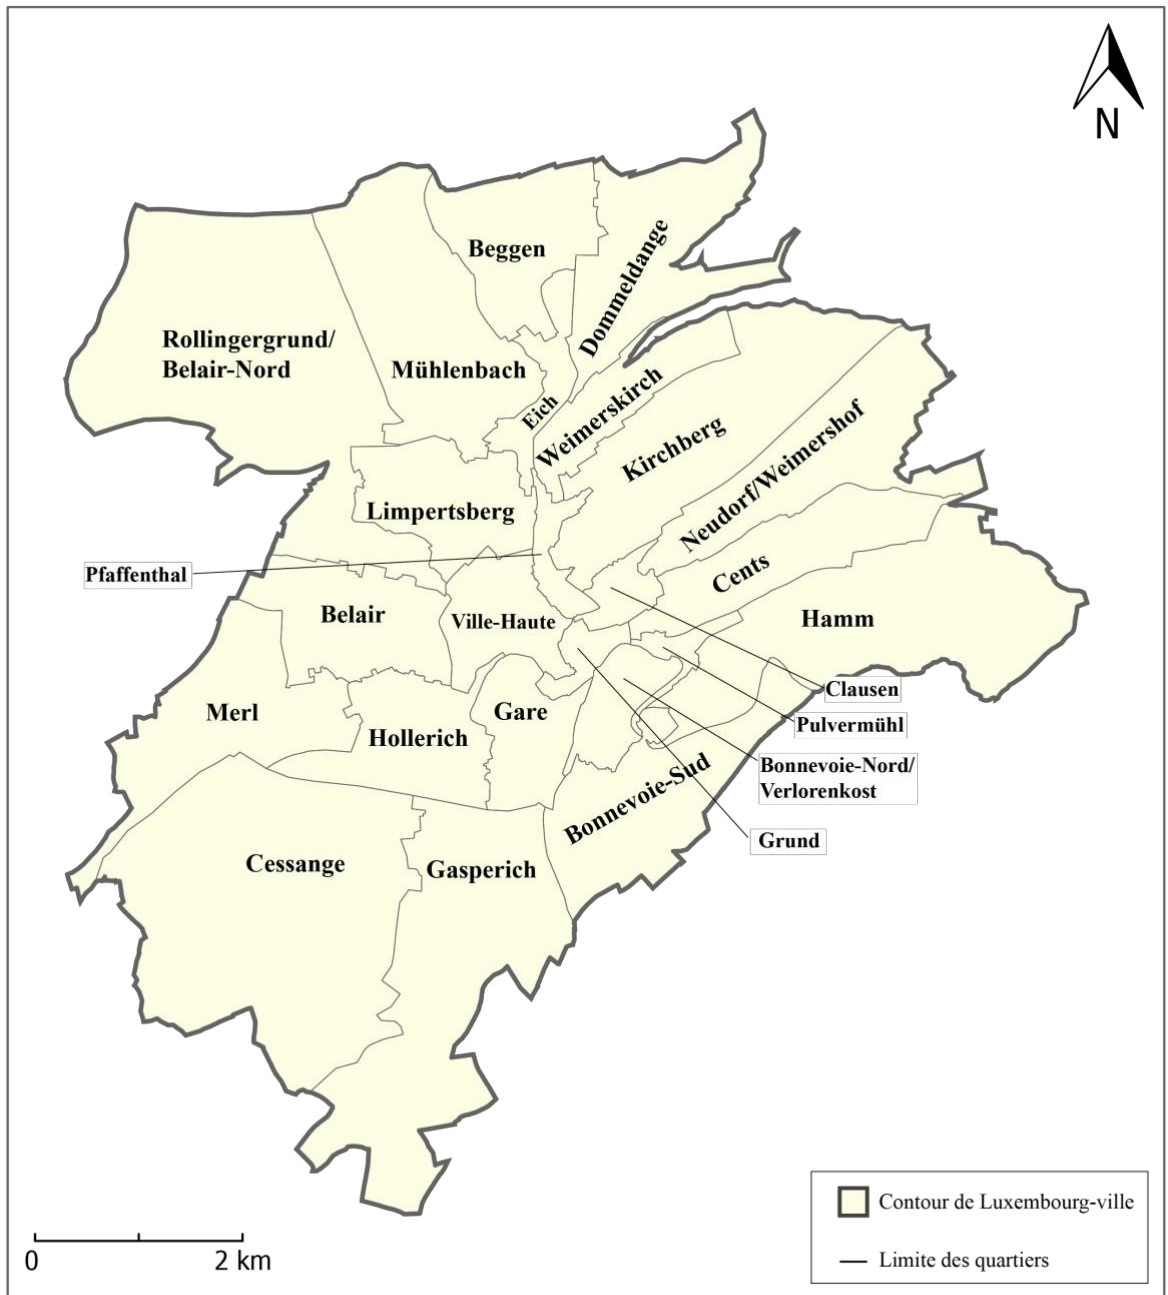 N
Beggen
Dommeldange
Rollingergrund/
Belair-Nord
Mühlenbach
Eich
Weimerskirch
Kirchberg
Neudorf/Weimershof
Limpertsberg
Pfaffenthal
Cents
Belair
Ville-Haute
Hamm
Clausen
Merl
Gare
Hollerich
Pulvermühl
Bonnevoie-Nord/
Verlorenkost
Bonnevoie-Sud
Grund
Cessange
Gasperich
Contour de Luxembourg-ville
Limite des quartiers
0 2 km